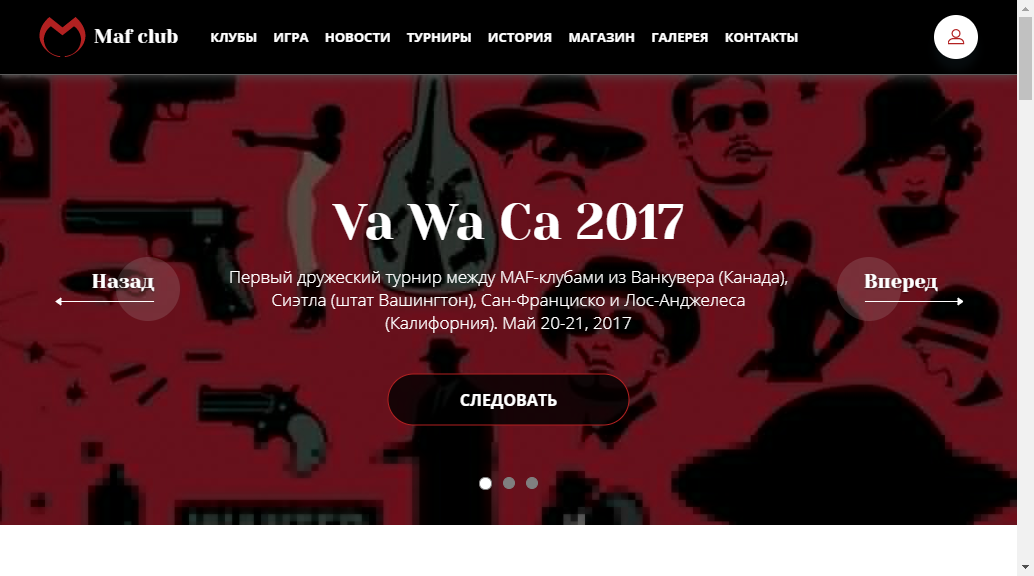 Maf club
КЛУБЫ ИГРА НОВОСТИ ТУРНИРЫ ИСТОРИЯ МАГАЗИН ГАЛЕРЕЯ КОНТАКТЫ
Va Wa Ca 2017
Назад
Вперед
Первый дружеский турнир между MAF-клубами из Ванкувера (Канада),
Сиэтла (штат Вашингтон), Сан-Франциско и Лос-Анджелеса
(Калифорния). Май 20-21, 2017
СЛЕДОВАТЬ
WANTED